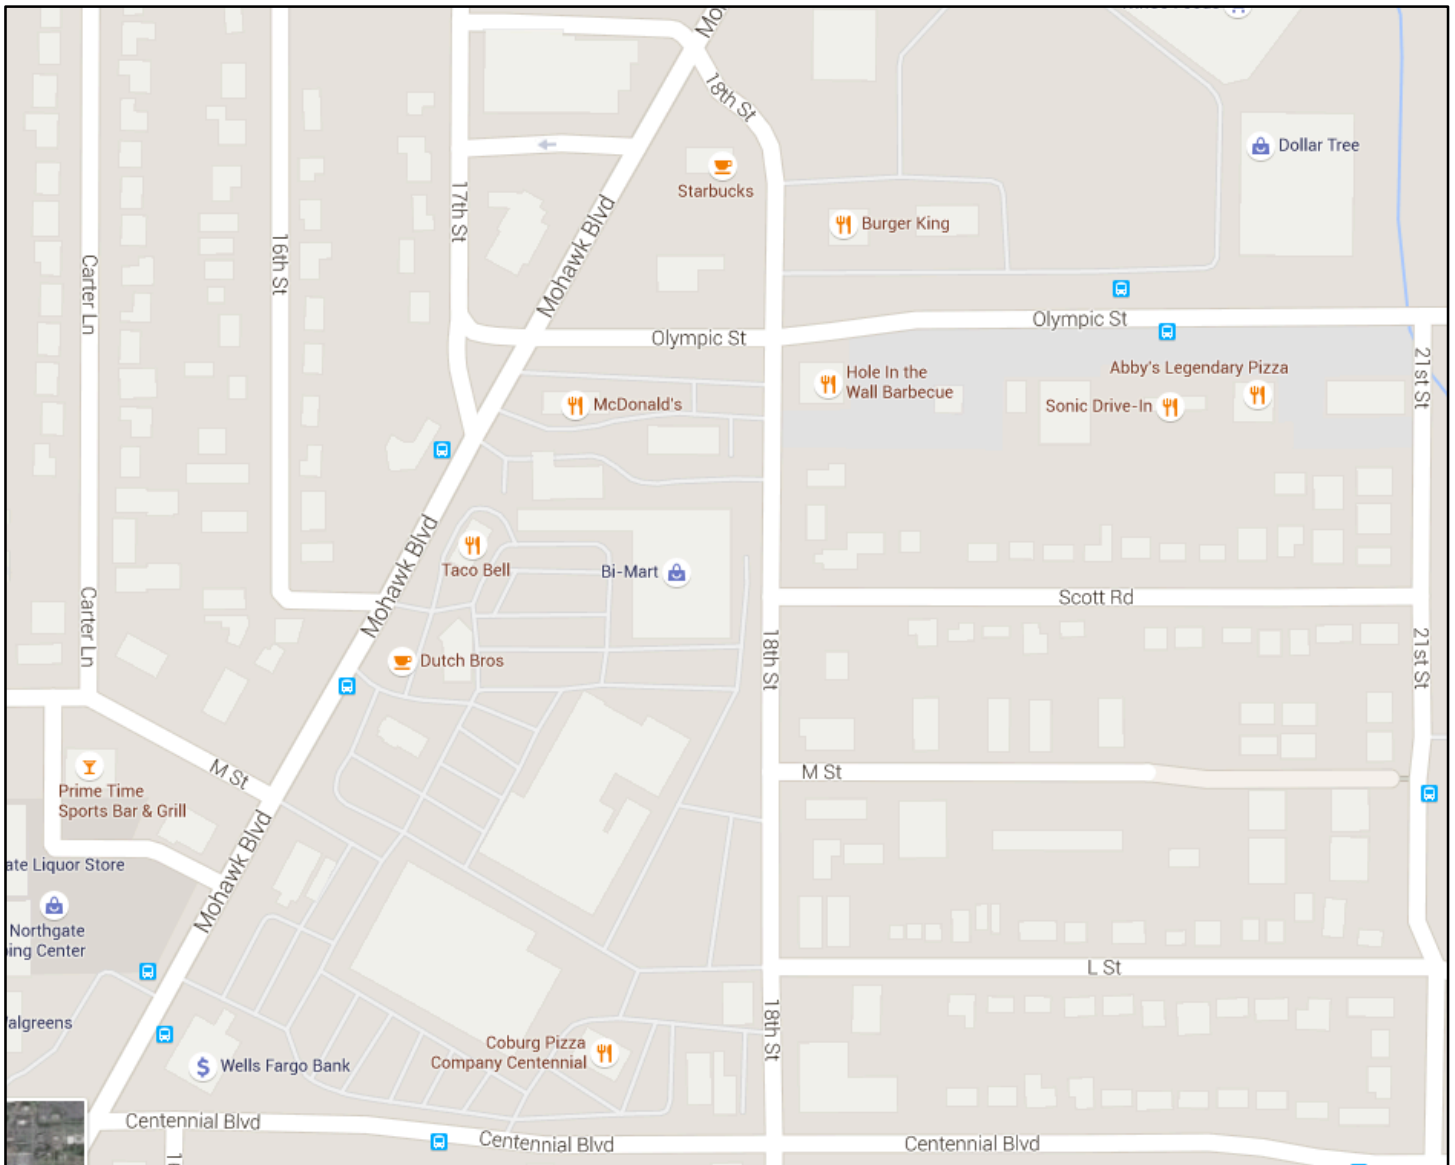 Mo
18th St
Dollar Tree
Starbucks
17th St
Mohawk Blvd
Burger King
16th St
Carter Ln
Olympic St
Olympic St
Hole In the
Wall Barbecue
Abby's Legendary Pizza
21st St
McDonald's
Sonic Drive-In
Mohawk Blvd
Taco Bell
Bi-Mart
Carter Ln
Scott Rd
Dutch Bros
18th St
21st St
M St
M St
Prime Time
Sports Bar & Grill
Mohawk Blvd
ate Liquor Store
Northgate
ing Center
L St
algreens
18th St
Coburg Pizza
Company Centennial
$
Wells Fargo Bank
Centennial Blvd
Centennial Blvd
Centennial Blvd